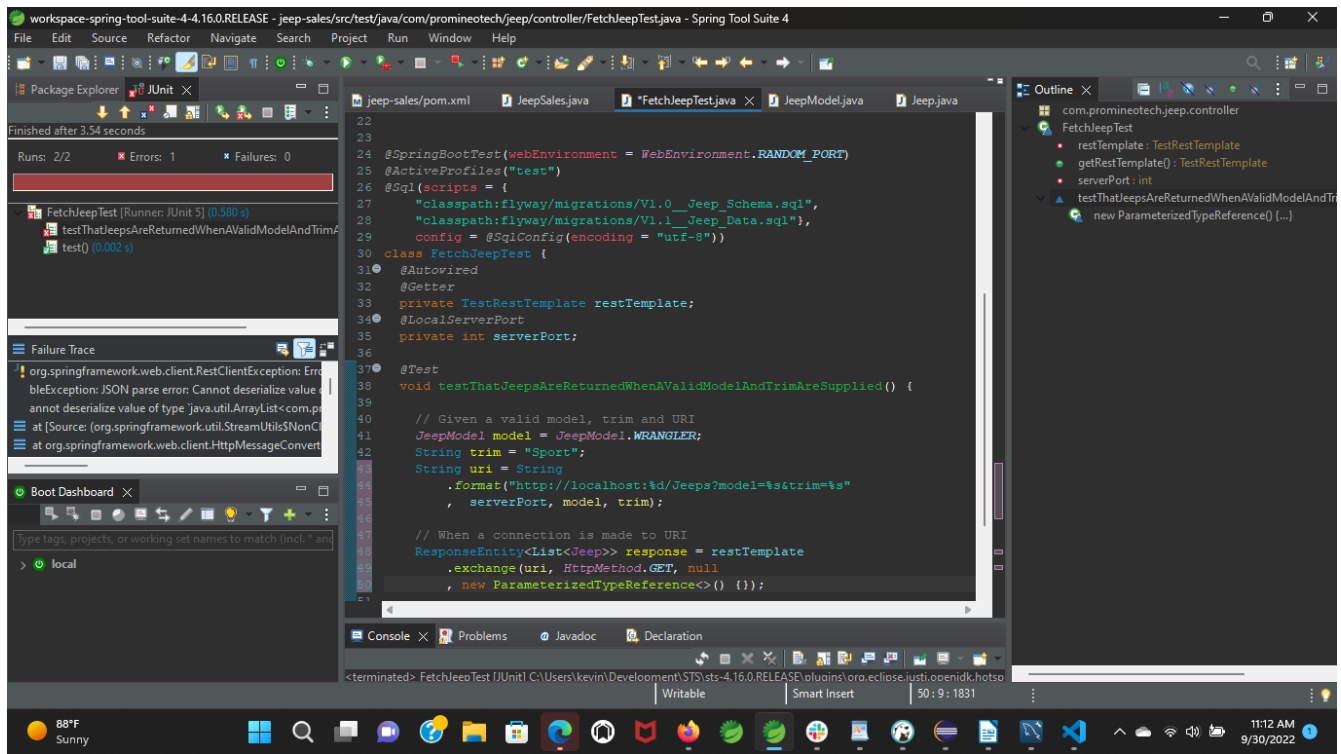 workspace-spring-tool-suite-4-4.16.0.RELEASE - jeep-sales/src/test/java/com/promineotech/jeep/controller/FetchJeepTest.java - Spring Tool Suite 4
File Edit Source Refactor Navigate Search Project Run Window Help
Package Explorer JUnit
Finished after 3.54 seconds
Runs: 2/2 Errors: 1 Failures: 0
FetchJeepTest [Runner: JUnit 5] (0.580 s)
testThatJeepsAreReturnedWhenAValidModelAndTrimA
test() (0.002 s)
Failure Trace
org.springframework.web.client.RestClientException: Erro
bleException: JSON parse error: Cannot deserialize value
annot deserialize value of type `java.util.ArrayList<com.pr
at [Source: (org.springframework.util.StreamUtils$NonCl
at org.springframework.web.client.HttpMessageConvert
Boot Dashboard
Type tags, projects, or working set names to match (incl. * and
local
jeep-sales/pom.xml JeepSales.java *FetchJeepTest.java JeepModel.java Jeep.java
22
23
24 @SpringBootTest(webEnvironment = WebEnvironment.RANDOM_PORT)
25 @ActiveProfiles("test")
26 @Sql(scripts = {
27 "classpath:flyway/migrations/V1.0__Jeep_Schema.sql",
28 "classpath:flyway/migrations/V1.1__Jeep_Data.sql"},
29 config = @SqlConfig(encoding = "utf-8"))
30 class FetchJeepTest {
31 @Autowired
32 @Getter
33 private TestRestTemplate restTemplate;
34 @LocalServerPort
35 private int serverPort;
36
37 @Test
38 void testThatJeepsAreReturnedWhenAValidModelAndTrimAreSupplied() {
39
40 // Given a valid model, trim and URI
41 JeepModel model = JeepModel.WRANGLER;
42 String trim = "Sport";
43 String uri = String
44 .format("http://localhost:%d/Jeeps?model=%s&trim=%s"
45 , serverPort, model, trim);
46
47 // When a connection is made to URI
48 ResponseEntity<List<Jeep>> response = restTemplate
49 .exchange(uri, HttpMethod.GET, null
50 , new ParameterizedTypeReference<>() {});
51
Outline
com.promineotech.jeep.controller
FetchJeepTest
restTemplate : TestRestTemplate
getRestTemplate() : TestRestTemplate
serverPort : int
testThatJeepsAreReturnedWhenAValidModelAndTri
new ParameterizedTypeReference() {...}
Console Problems Javadoc Declaration
<terminated> FetchJeepTest [JUnit] C:\Users\kevin\Development\STS\sts-4.16.0.RELEASE\plugins\org.eclipse.justj.openjdk.hotsp
Writable Smart Insert 50 : 9 : 1831
88°F
Sunny
11:12 AM
9/30/2022
1